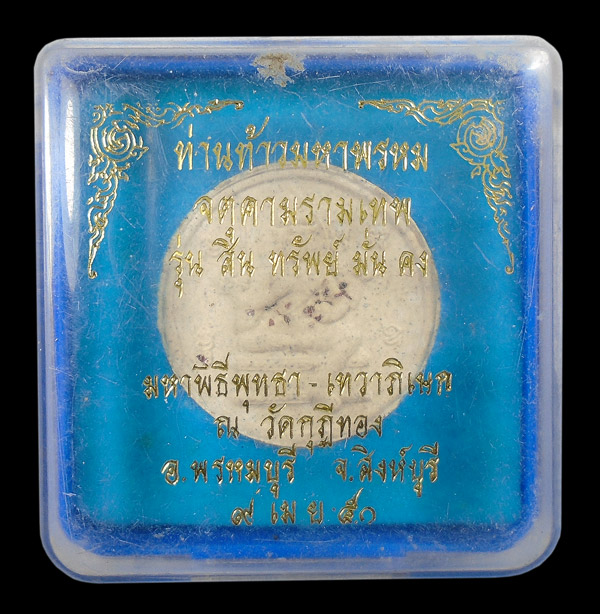 ท่านท้าวมหาพรหม
จตุคามรามเทพ
รุ่น สิน ทรัพย์ มั่น คง
มหาพิธีพุทธา - เทวาภิเษก
ณ วัดกุฎีทอง
อ.พรหมบุรี จ.สิงห์บุรี
๙ เม ย ๕๐